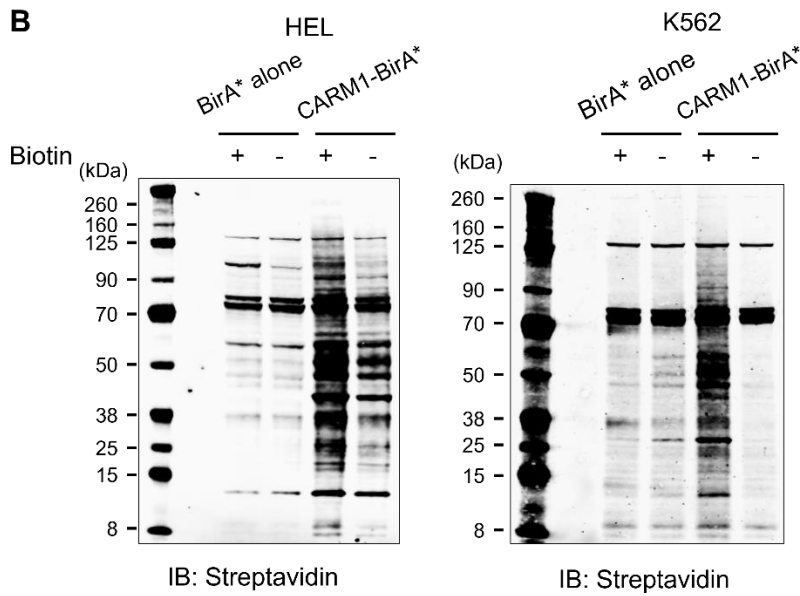 B
HEL
BirA* alone
CARM1-BirA*
Biotin
+ - + -
(kDa)
260
160
125
90
70
50
38
25
15
8
IB: Streptavidin
K562
BirA* alone
CARM1-BirA*
+ - + -
(kDa)
260
160
125
90
70
50
38
25
15
8
IB: Streptavidin